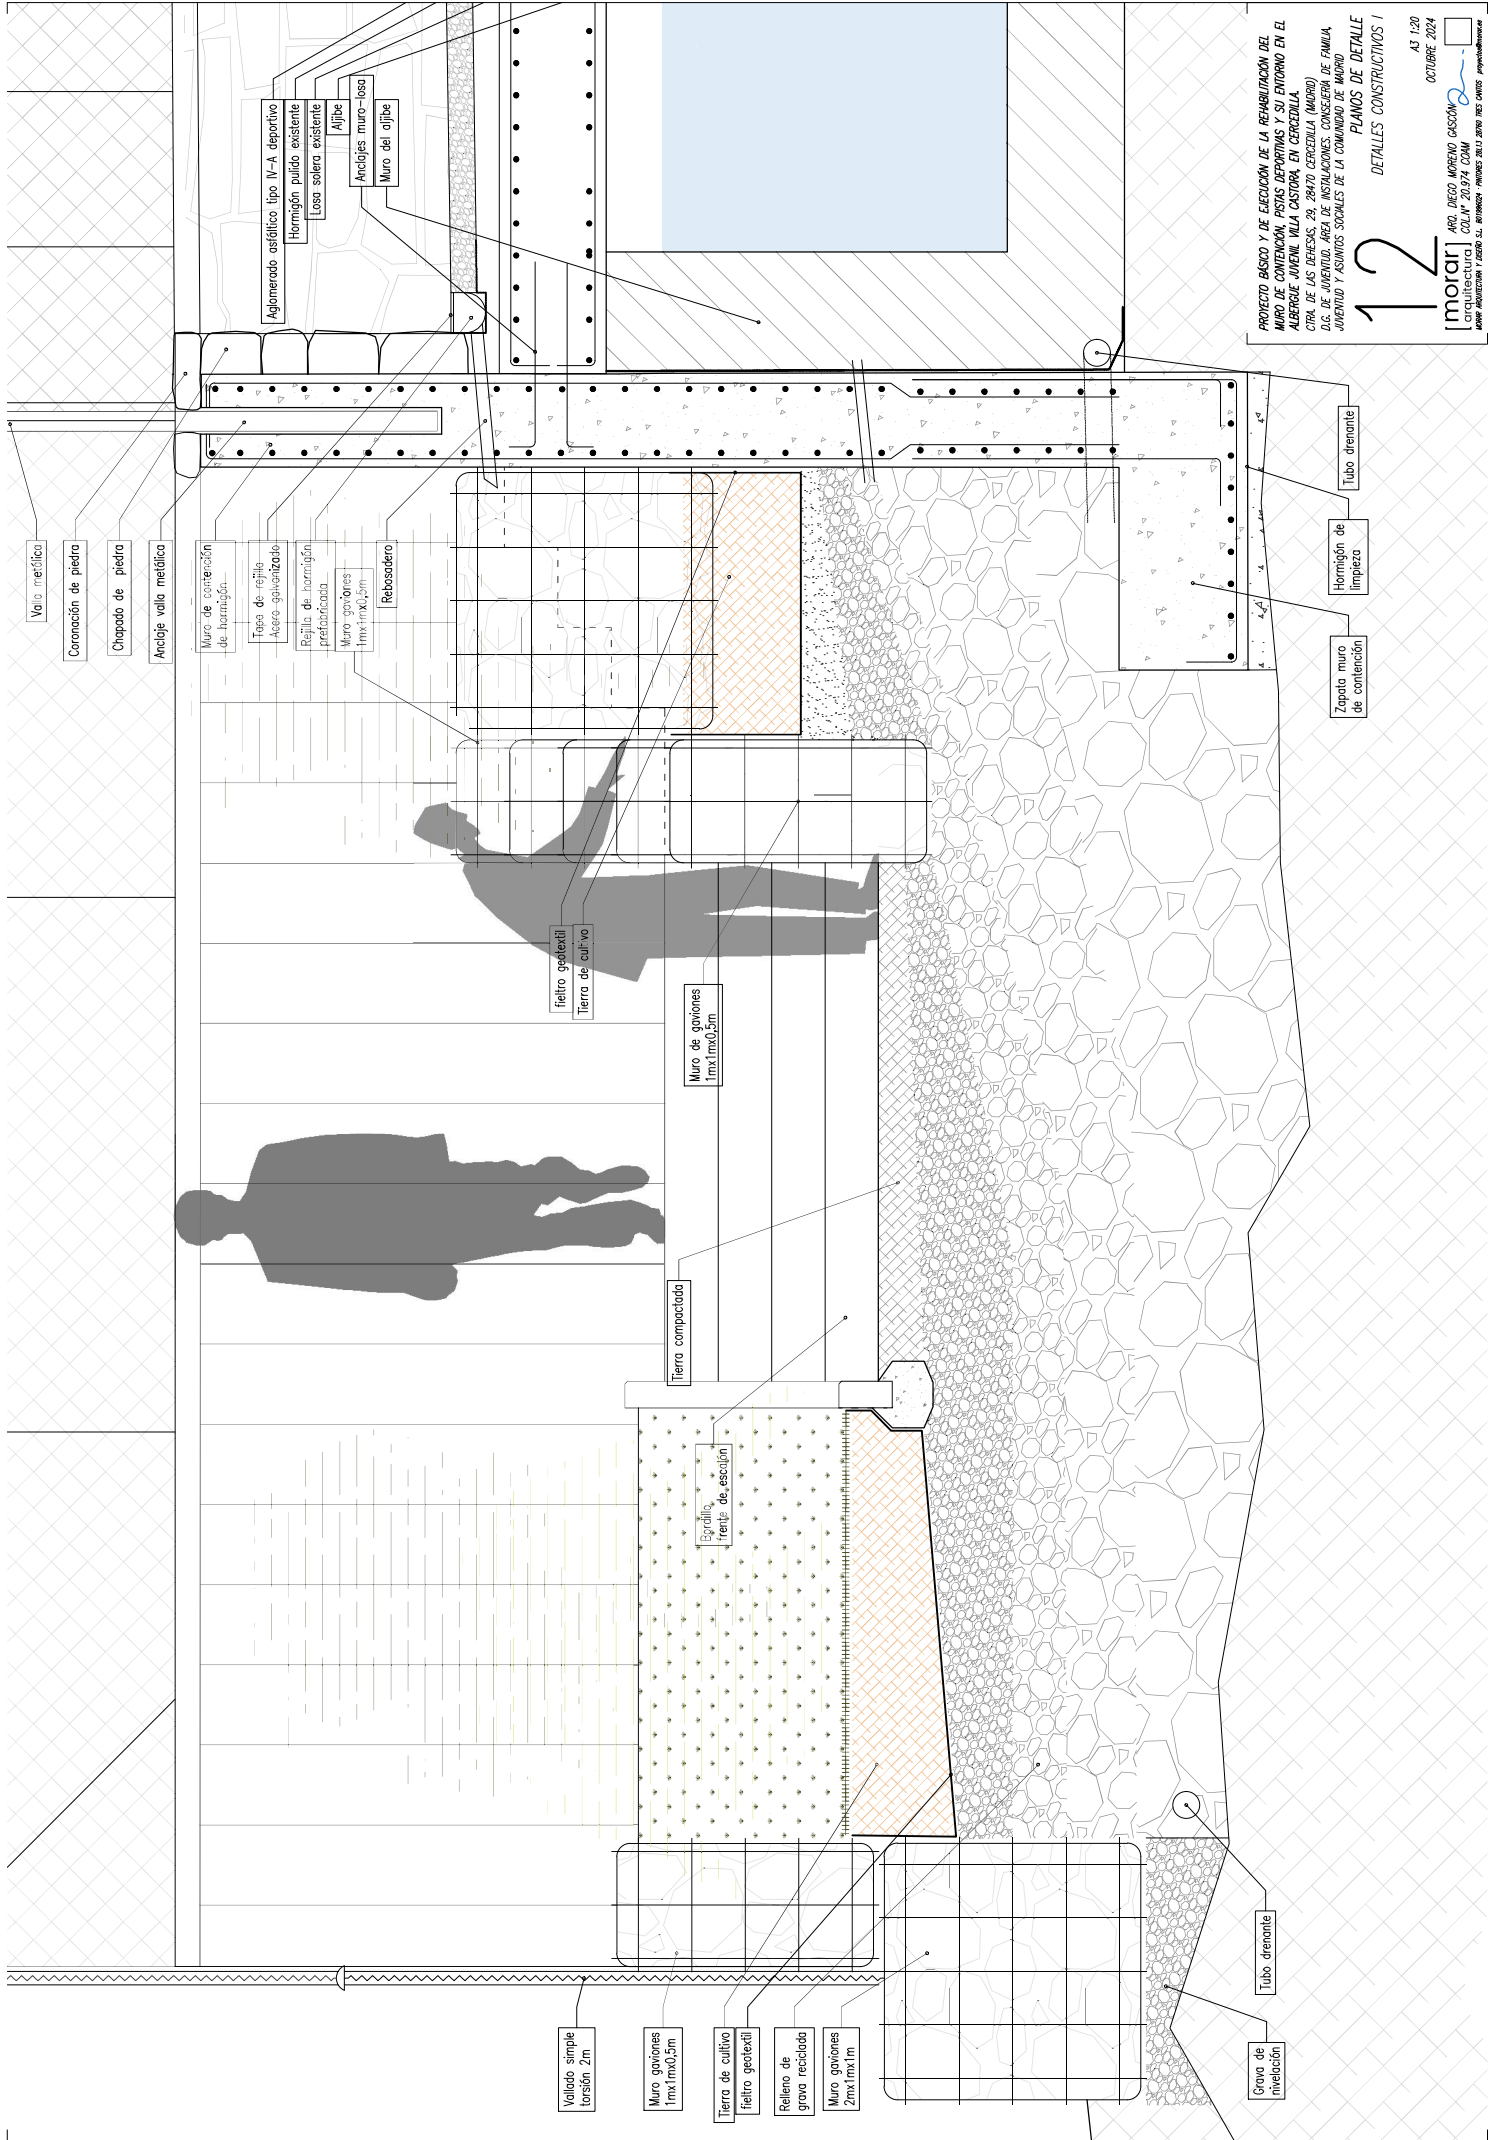 Valla metálica
Coronación de piedra
Chapado de piedra
Anclaje valla metálica
Muro de contención
de hormigón
Tapa de rejilla
Acero galvanizado
Rejilla de hormigón
prefabricada
Muro gaviones
1mx1mx0,5m
Rebosadero
Aglomerado asfáltico tipo IV-A deportivo
Hormigón pulido existente
Losa solera existente
Aljibe
Anclajes muro-losa
Muro del aljibe
fieltro geotextil
Tierra de cultivo
Muro de gaviones
1mx1mx0,5m
Tierra compactada
Bordillo
frente de escalón
Vallado simple
torsión 2m
Muro gaviones
1mx1mx0,5m
Tierra de cultivo
fieltro geotextil
Relleno de
grava reciclada
Muro gaviones
2mx1mx1m
Grava de
nivelación
Tubo drenante
Zapata muro
de contención
Hormigón de
limpieza
Tubo drenante
PROYECTO BÁSICO Y DE EJECUCIÓN DE LA REHABILITACIÓN DEL
MURO DE CONTENCIÓN, PISTAS DEPORTIVAS Y SU ENTORNO EN EL
ALBERGUE JUVENIL VILLA CASTORA, EN CERCEDILLA.
CTRA. DE LAS DEHESAS, 29, 28470 CERCEDILLA (MADRID)
D.G. DE JUVENTUD. ÁREA DE INSTALACIONES. CONSEJERÍA DE FAMILIA,
JUVENTUD Y ASUNTOS SOCIALES DE LA COMUNIDAD DE MADRID
PLANOS DE DETALLE
DETALLES CONSTRUCTIVOS I
12
A3 1:20
OCTUBRE 2024
[morar]
arquitectura
ARQ. DIEGO MORENO GASCÓN
COL.Nº 20.974 COAM